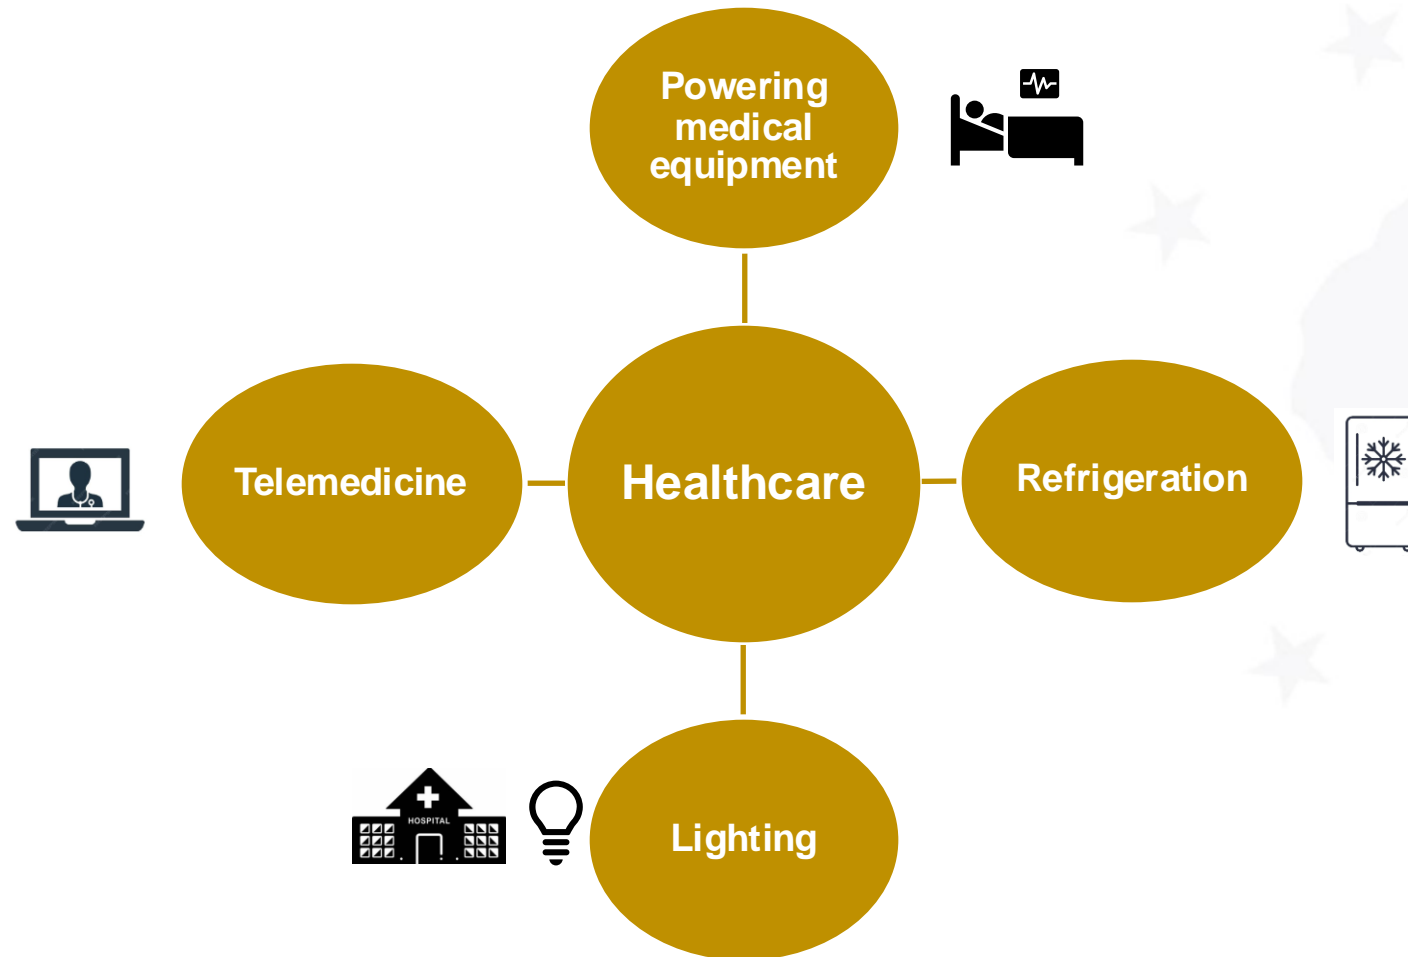 Powering
medical
equipment
Telemedicine
Healthcare
Refrigeration
HOSPITAL
Lighting